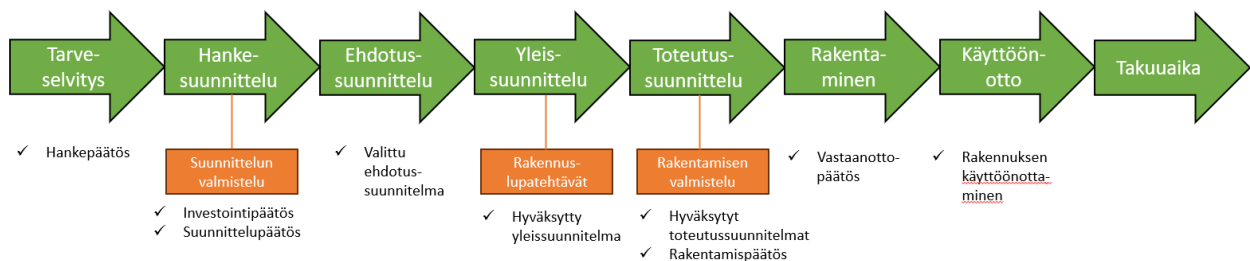 Tarve-
selvitys
Hanke-
suunnittelu
Ehdotus-
suunnittelu
Yleis-
suunnittelu
Toteutus-
suunnittelu
Rakenta-
minen
Käyttöön-
otto
Takuuaika
✓ Hankepäätös
Suunnittelun
valmistelu
✓ Investointipäätös
✓ Suunnittelupäätös
✓ Valittu
ehdotus-
suunnitelma
Rakennus-
lupatehtävät
✓ Hyväksytty
yleissuunnitelma
Rakentamisen
valmistelu
✓ Hyväksytyt
toteutussuunnitelmat
✓ Rakentamispäätös
✓ Vastaanotto-
päätös
✓ Rakennuksen
käyttöönotta-
minen